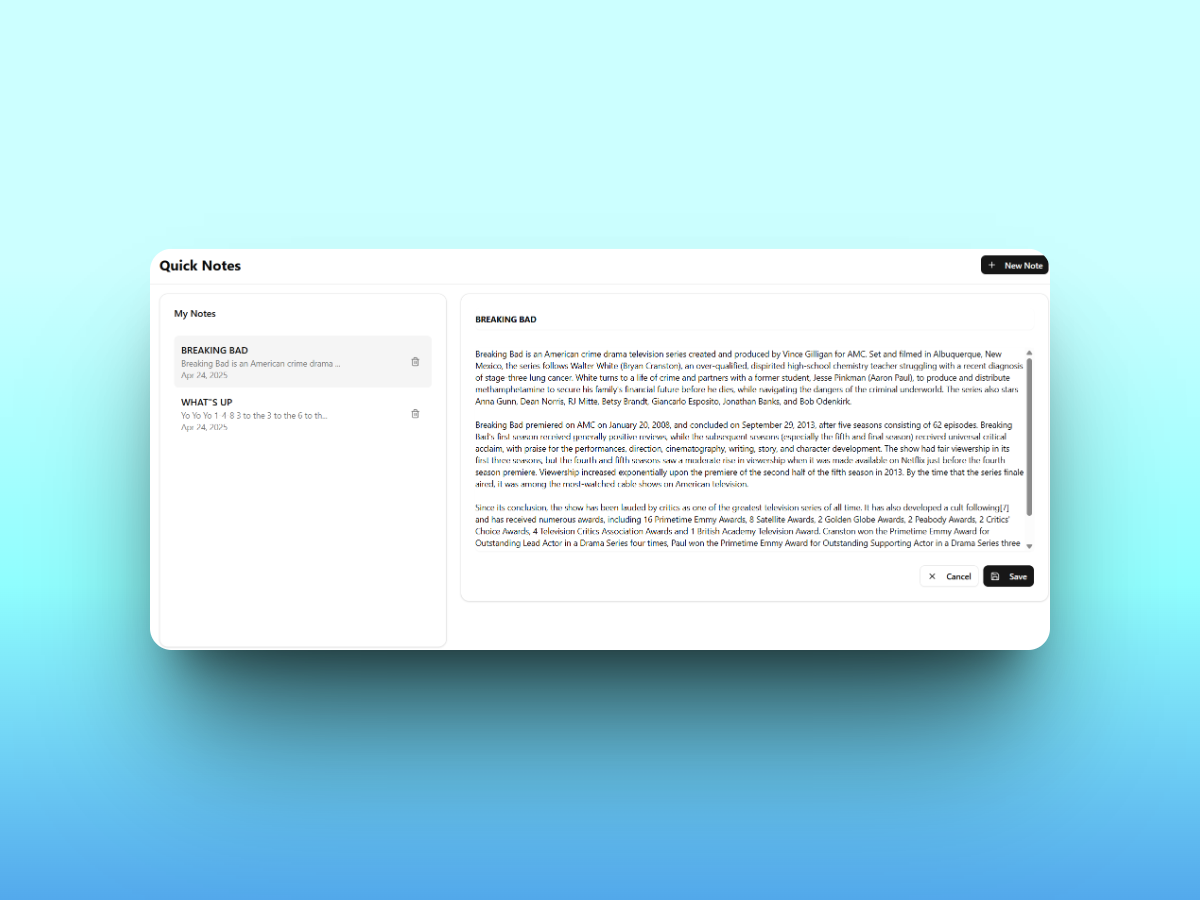 Quick Notes
New Note
My Notes
BREAKING BAD
Breaking Bad is an American crime drama ...
Apr 24, 2025
WHAT"S UP
Yo Yo Yo 1 4 8 3 to the 3 to the 6 to th...
Apr 24, 2025
BREAKING BAD
Breaking Bad is an American crime drama television series created and produced by Vince Gilligan for AMC. Set and filmed in Albuquerque, New
Mexico, the series follows Walter White (Bryan Cranston), an over-qualified, dispirited high-school chemistry teacher struggling with a recent diagnosis
of stage three lung cancer. White turns to a life of crime and partners with a former student, Jesse Pinkman (Aaron Paul), to produce and distribute
methamphetamine to secure his family's financial future before he dies, while navigating the dangers of the criminal underworld. The series also stars
Anna Gunn, Dean Norris, RJ Mitte, Betsy Brandt, Giancarlo Esposito, Jonathan Banks, and Bob Odenkirk.
Breaking Bad premiered on AMC on January 20, 2008, and concluded on September 29, 2013, after five seasons consisting of 62 episodes. Breaking
Bad's first season received generally positive reviews, while the subsequent seasons (especially the fifth and final season) received universal critical
acclaim, with praise for the performances, direction, cinematography, writing, story, and character development. The show had fair viewership in its
first three seasons, but the fourth and fifth seasons saw a moderate rise in viewership when it was made available on Netflix just before the fourth
season premiere. Viewership increased exponentially upon the premiere of the second half of the fifth season in 2013. By the time that the series finale
aired, it was among the most-watched cable shows on American television.
Since its conclusion, the show has been lauded by critics as one of the greatest television series of all time. It has also developed a cult following[7]
and has received numerous awards, including 16 Primetime Emmy Awards, 8 Satellite Awards, 2 Golden Globe Awards, 2 Peabody Awards, 2 Critics'
Choice Awards, 4 Television Critics Association Awards and 1 British Academy Television Award. Cranston won the Primetime Emmy Award for
Outstanding Lead Actor in a Drama Series four times, Paul won the Primetime Emmy Award for Outstanding Supporting Actor in a Drama Series three
Cancel
Save